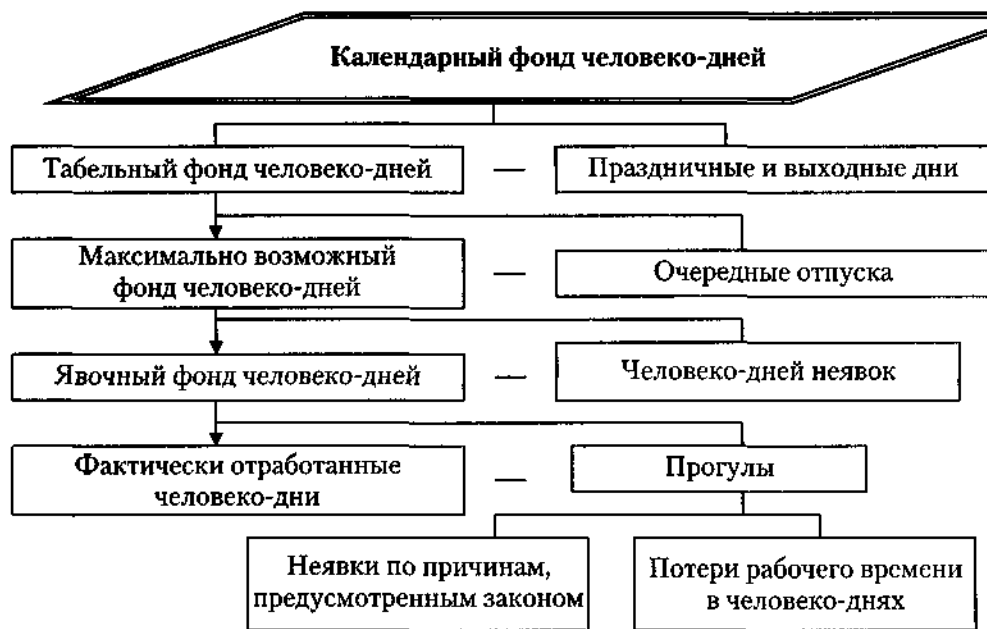 Календарный фонд человеко-дней
Табельный фонд человеко-дней
—
Праздничные и выходные дни
Максимально возможный
фонд человеко-дней
—
Очередные отпуска
Явочный фонд человеко-дней
—
Человеко-дней неявок
Фактически отработанные
человеко-дни
—
Прогулы
Неявки по причинам,
предусмотренным законом
Потери рабочего времени
в человеко-днях